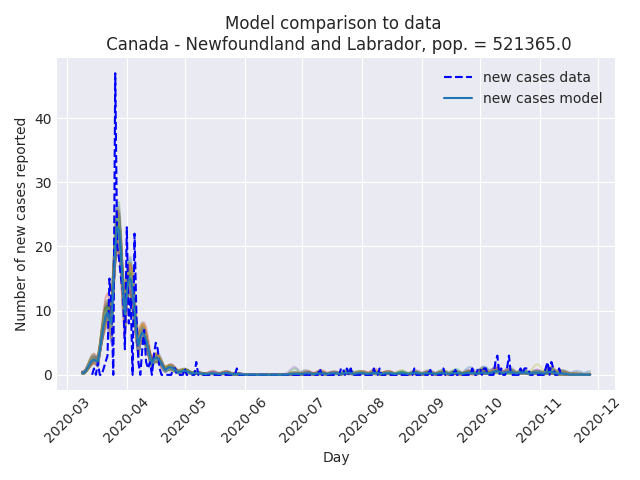 Model comparison to data
Canada - Newfoundland and Labrador, pop. = 521365.0
new cases data
new cases model
Number of new cases reported
40
30
20
10
0
2020-03
2020-04
2020-05
2020-06
2020-07
2020-08
2020-09
2020-10
2020-11
2020-12
Day